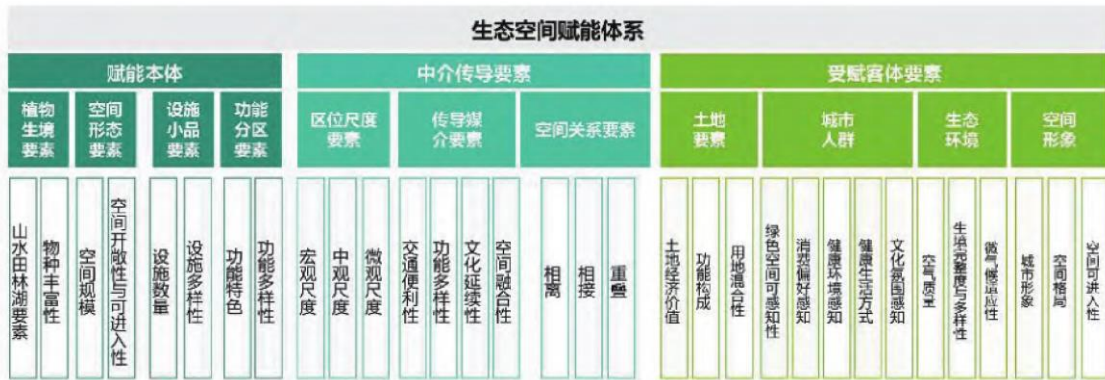 生态空间赋能体系
赋能本体
中介传导要素
受赋客体要素
植物
生境
要素
空间
形态
要素
设施
小品
要素
功能
分区
要素
区位尺度
要素
传导媒
介要素
空间关系要素
土地
要素
城市
人群
生态
环境
空间
形象
山水田林湖要素
物种丰富性
空间规模
空间开敞性与可进入性
设施数量
设施多样性
功能特色
功能多样性
宏观尺度
中观尺度
微观尺度
交通便利性
功能多样性
文化延续性
空间融合性
相离
相接
重叠
土地经济价值
功能构成
用地混合性
绿色空间可感知性
消费偏好感知
健康环境感知
健康生活方式
文化氛围感知
空气质量
生境完整度与多样性
微气候适应性
城市形象
空间格局
空间可进入性